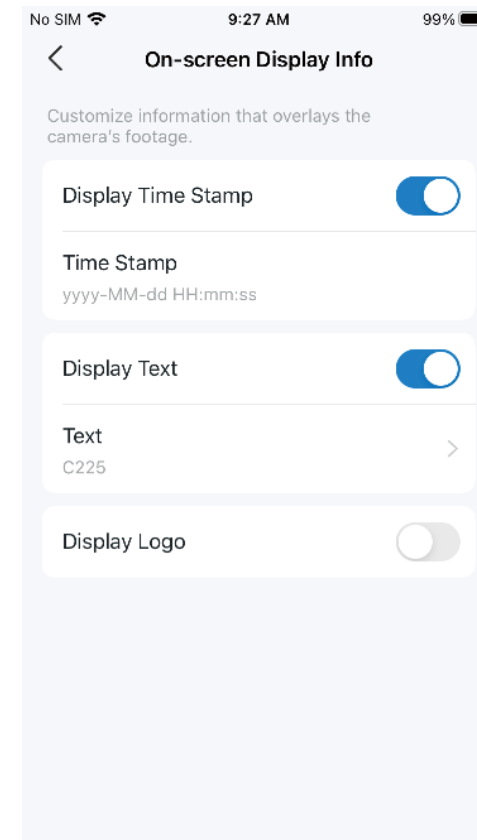 No SIM 9:27 AM 99%
On-screen Display Info
Customize information that overlays the
camera's footage.
Display Time Stamp
Time Stamp
yyyy-MM-dd HH:mm:ss
Display Text
Text
C225
Display Logo